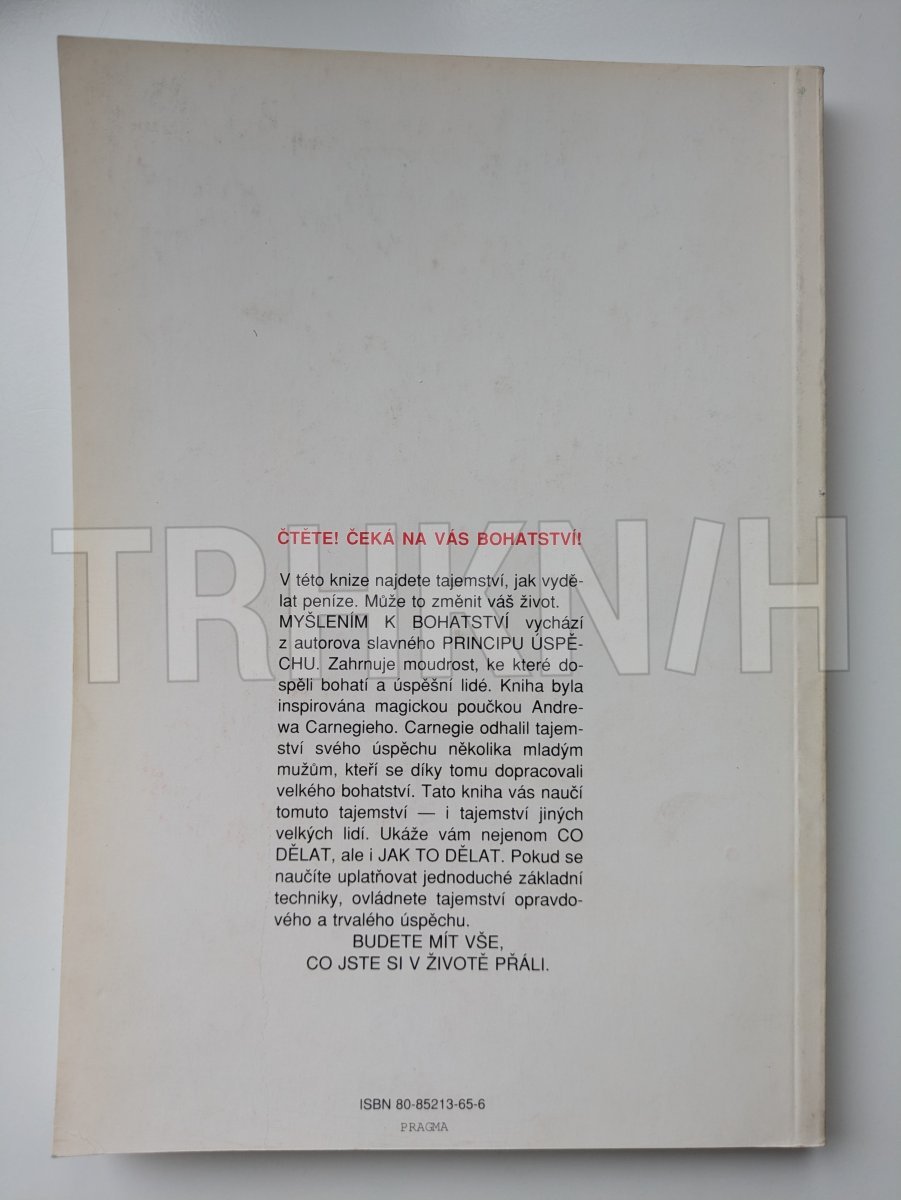 ČTĚTE! ČEKÁ NA VÁS BOHATSTVÍ!
V této knize najdete tajemství, jak vydě-
lat peníze. Může to změnit váš život.
MYŠLENÍM K BOHATSTVÍ vychází
z autorova slavného PRINCIPU ÚSPĚ-
CHU. Zahrnuje moudrost, ke které do-
spěli bohatí a úspěšní lidé. Kniha byla
inspirována magickou poučkou Andre-
wa Carnegieho. Carnegie odhalil tajem-
ství svého úspěchu několika mladým
mužům, kteří se díky tomu dopracovali
velkého bohatství. Tato kniha vás naučí
tomuto tajemství — i tajemství jiných
velkých lidí. Ukáže vám nejenom CO
DĚLAT, ale i JAK TO DĚLAT. Pokud se
naučíte uplatňovat jednoduché základní
techniky, ovládnete tajemství opravdo-
vého a trvalého úspěchu.
BUDETE MÍT VŠE,
CO JSTE SI V ŽIVOTĚ PŘÁLI.
ISBN 80-85213-65-6
PRAGMA
TRHKN/H